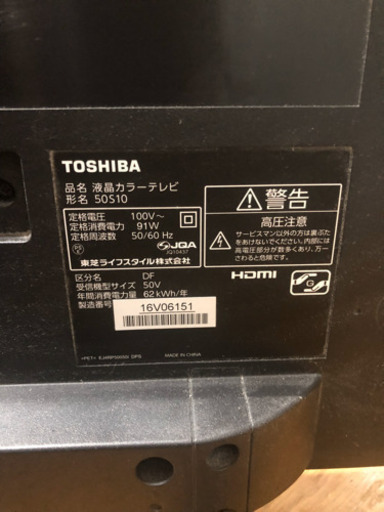 TOSHIBA
品名 液晶カラーテレビ
形名 50S10
定格電圧 100V～
定格消費電力 91W
定格周波数 50/60 Hz
PS
E
JQA
JQ10437
東芝ライフスタイル株式会社
警告
高圧注意
サービスマン以外の方は裏ぶた
をあけないでください。内部には
高電圧部分が数多くあり、万一
さわると危険です。
区分名 DF
受信機型サイズ 50V
年間消費電力量 62 kWh/年
製造番号
16V06151
HDMI
G
MADE IN CHINA